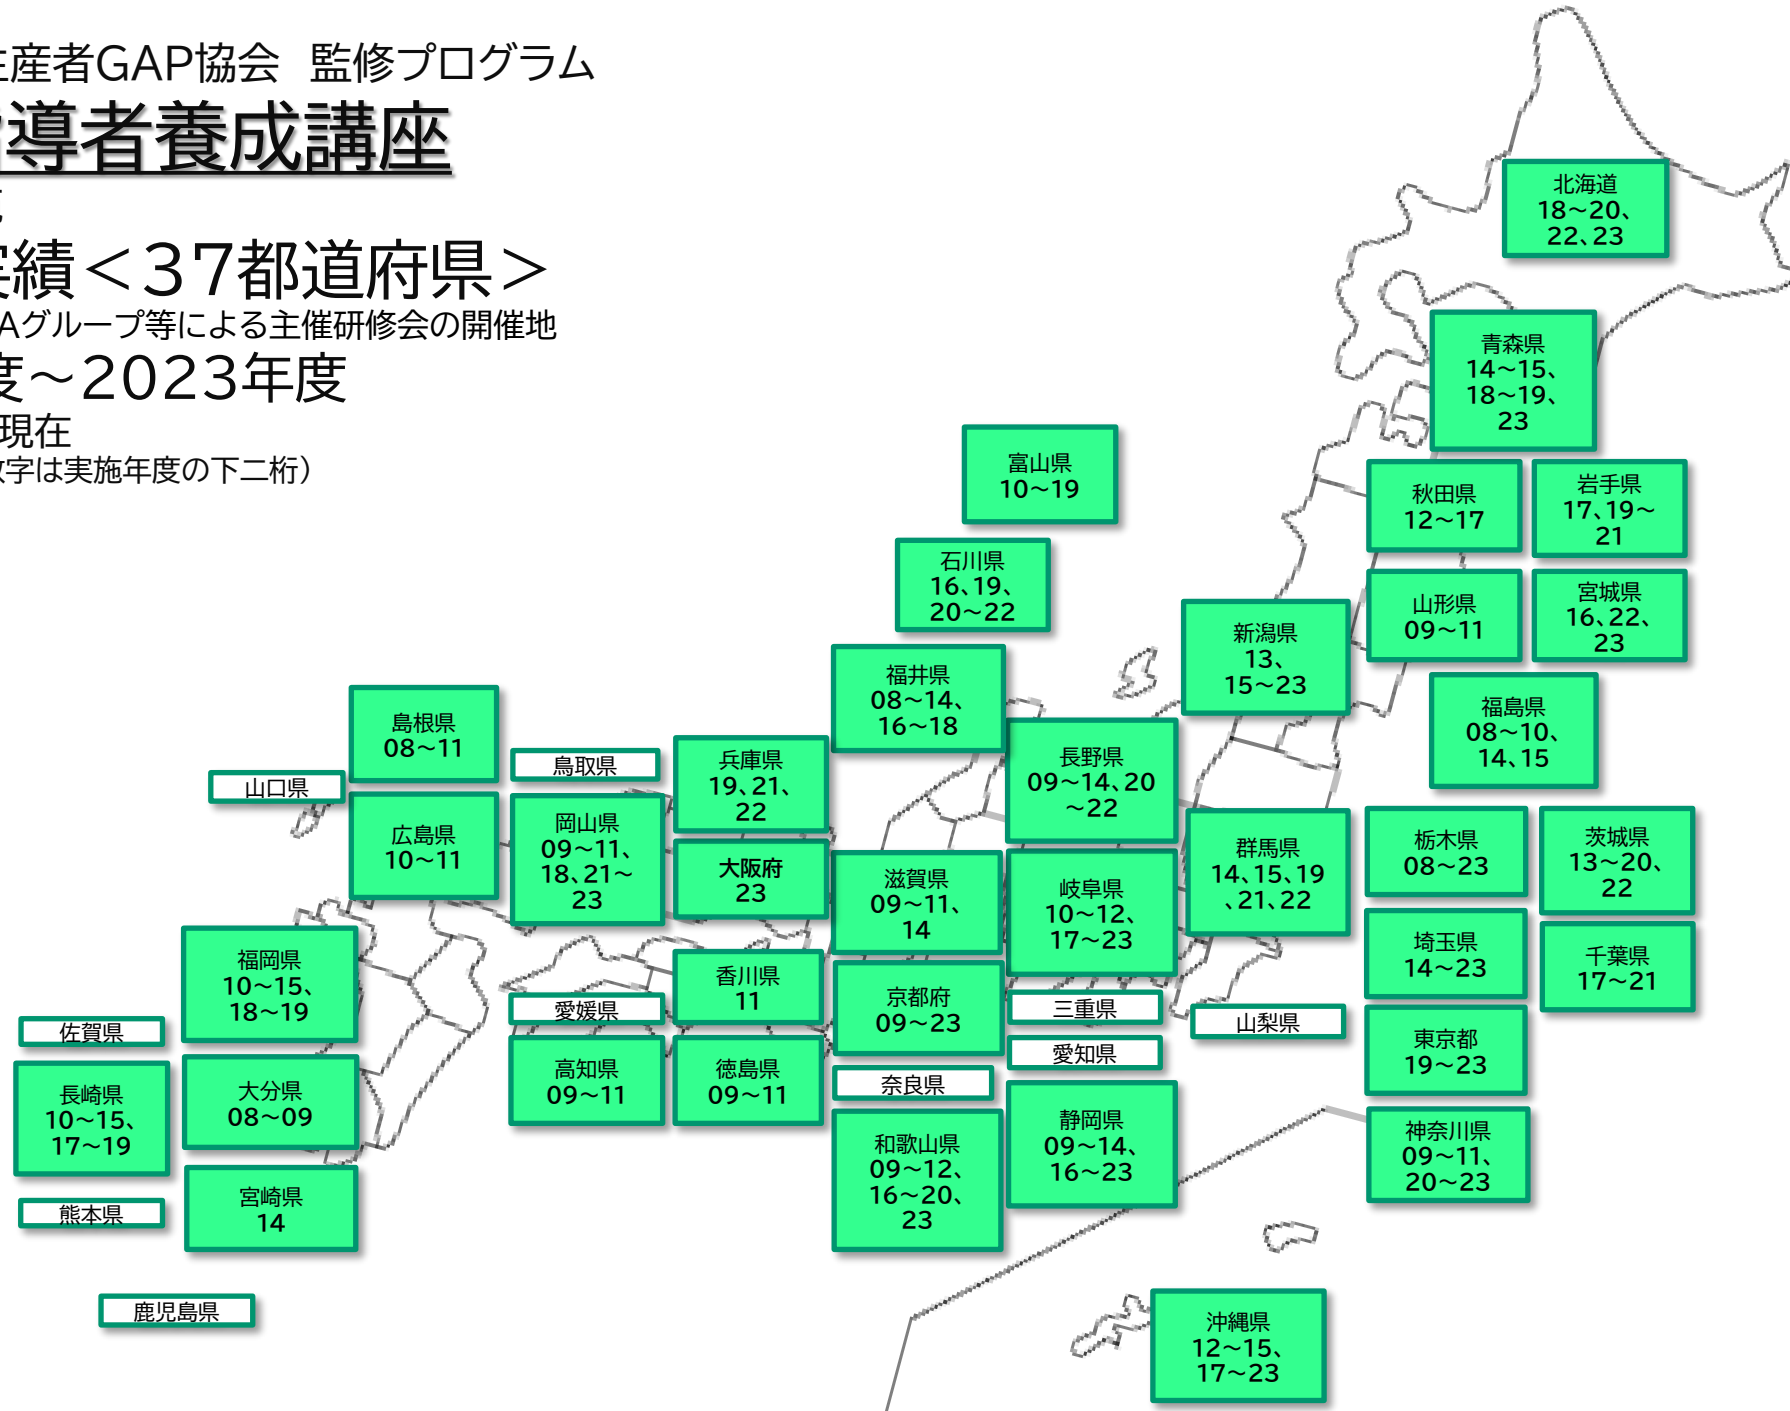 生産者GAP協会　監修プログラム
指導者養成講座
実績＜37都道府県＞
Aグループ等による主催研修会の開催地
度～2023年度
現在
数字は実施年度の下二桁）
北海道
18～20、
22、23
青森県
14～15、
18～19、
23
富山県
10～19
秋田県
12～17
岩手県
17、19～
21
石川県
16、19、
20～22
山形県
09～11
宮城県
16、22、
23
新潟県
13、
15～23
福井県
08～14、
16～18
福島県
08～10、
14、15
島根県
08～11
鳥取県
兵庫県
19、21、
22
長野県
09～14、20
～22
山口県
広島県
10～11
岡山県
09～11、
18、21～
23
大阪府
23
滋賀県
09～11、
14
岐阜県
10～12、
17～23
群馬県
14、15、19
、21、22
栃木県
08～23
茨城県
13～20、
22
埼玉県
14～23
千葉県
17～21
福岡県
10～15、
18～19
香川県
11
京都府
09～23
愛媛県
三重県
山梨県
佐賀県
東京都
19～23
愛知県
長崎県
10～15、
17～19
大分県
08～09
高知県
09～11
徳島県
09～11
奈良県
静岡県
09～14、
16～23
和歌山県
09～12、
16～20、
23
神奈川県
09～11、
20～23
熊本県
宮崎県
14
鹿児島県
沖縄県
12～15、
17～23